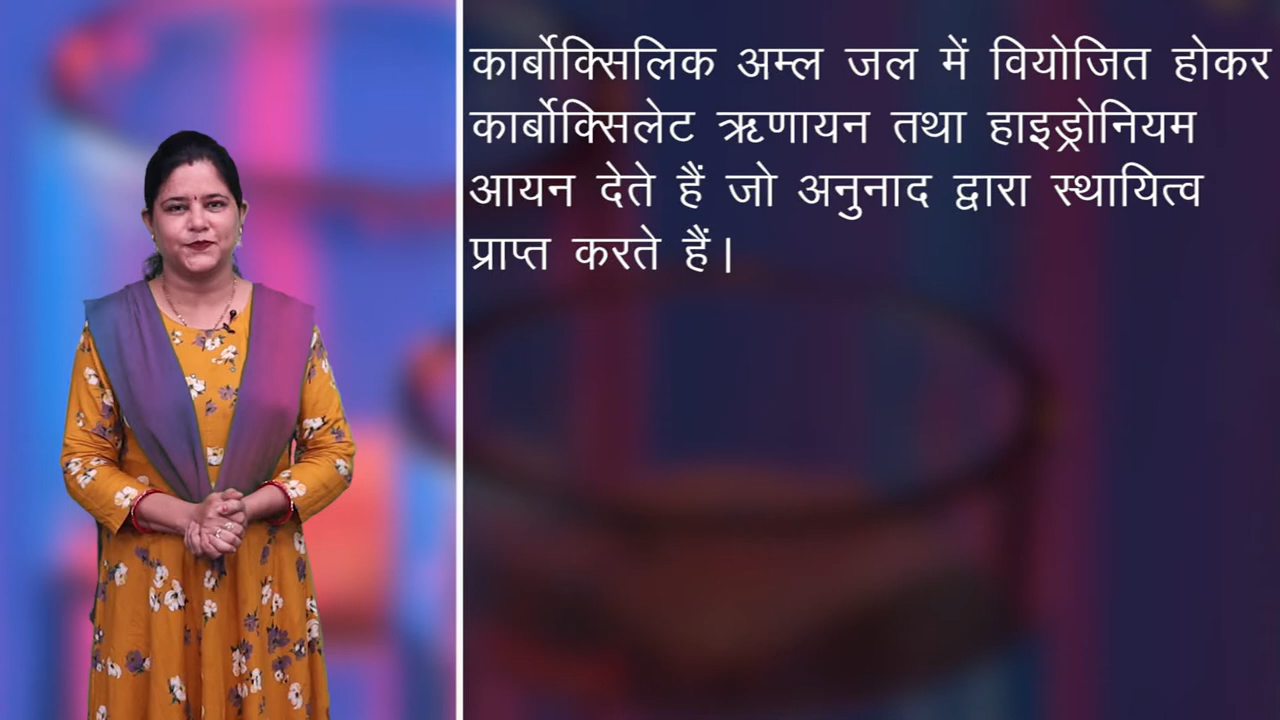 कार्बोक्सिलिक अम्ल जल में वियोजित होकर
कार्बोक्सिलेट ऋणायन तथा हाइड्रोनियम
आयन देते हैं जो अनुनाद द्वारा स्थायित्व
प्राप्त करते हैं।